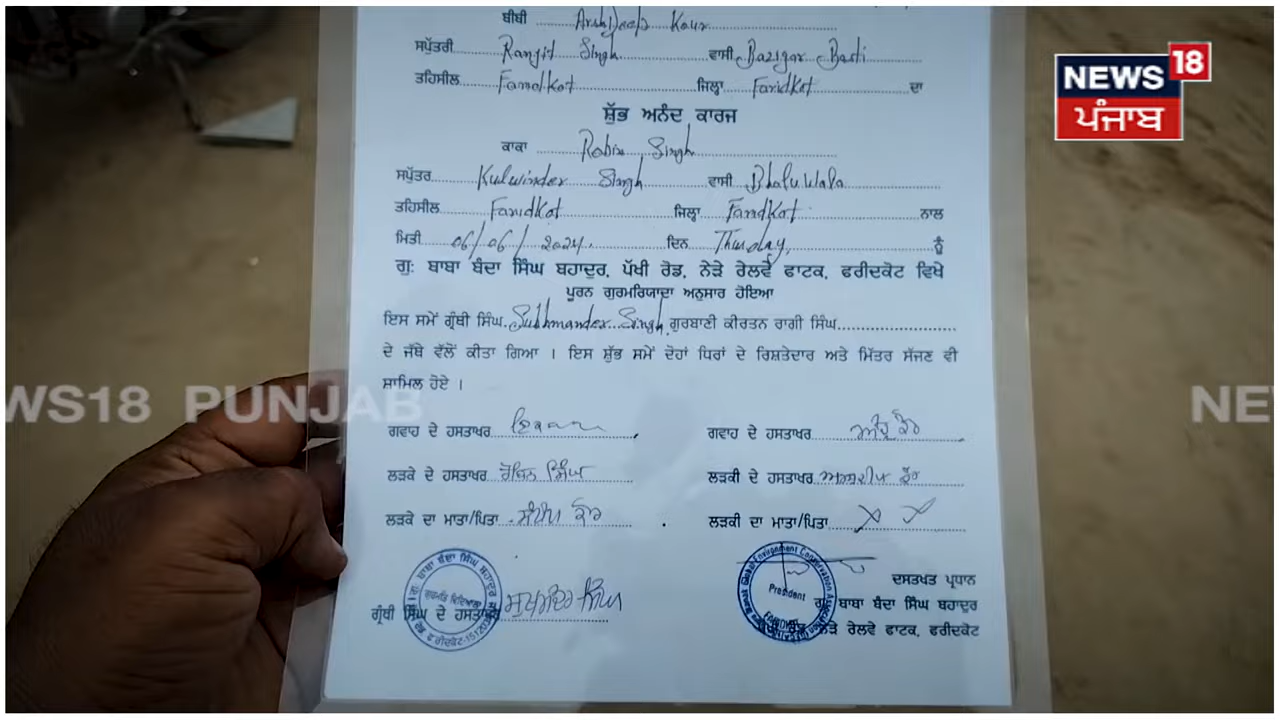 ਬੀਬੀ Arshdeep Kaur
ਸਪੁੱਤਰੀ Ranjit Singh ਵਾਸੀ Bazigar Basti
ਤਹਿਸੀਲ Faridkot ਜਿਲ੍ਹਾ Faridkot ਦਾ
ਸ਼ੁੱਭ ਅਨੰਦ ਕਾਰਜ
ਕਾਕਾ Robin Singh
ਸਪੁੱਤਰ Kulwinder Singh ਵਾਸੀ Bhaluwala
ਤਹਿਸੀਲ Faridkot ਜਿਲ੍ਹਾ Faridkot ਨਾਲ
ਮਿਤੀ 06/06/2024 ਦਿਨ Thursday ਨੂੰ
ਗੁ: ਬਾਬਾ ਬੰਦਾ ਸਿੰਘ ਬਹਾਦੁਰ, ਪੱਖੀ ਰੋਡ, ਨੇੜੇ ਰੇਲਵੇ ਫਾਟਕ, ਫਰੀਦਕੋਟ ਵਿਖੇ
ਪੂਰਨ ਗੁਰਮਰਿਯਾਦਾ ਅਨੁਸਾਰ ਹੋਇਆ
ਇਸ ਸਮੇਂ ਗ੍ਰੰਥੀ ਸਿੰਘ Sukhmander Singh ਗੁਰਬਾਣੀ ਕੀਰਤਨ ਰਾਗੀ ਸਿੰਘ
ਦੇ ਜੱਥੇ ਵੱਲੋਂ ਕੀਤਾ ਗਿਆ । ਇਸ ਸ਼ੁੱਭ ਸਮੇਂ ਦੋਹਾਂ ਧਿਰਾਂ ਦੇ ਰਿਸ਼ਤੇਦਾਰ ਅਤੇ ਮਿੱਤਰ ਸੱਜਣ ਵੀ
ਸ਼ਾਮਿਲ ਹੋਏ ।
ਗਵਾਹ ਦੇ ਹਸਤਾਖਰ
ਗਵਾਹ ਦੇ ਹਸਤਾਖਰ
ਲੜਕੇ ਦੇ ਹਸਤਾਖਰ ਰੋਬਿਨ ਸਿੰਘ
ਲੜਕੀ ਦੇ ਹਸਤਾਖਰ ਅਰਸ਼ਦੀਪ ਕੌਰ
ਲੜਕੇ ਦਾ ਮਾਤਾ/ਪਿਤਾ
ਲੜਕੀ ਦਾ ਮਾਤਾ/ਪਿਤਾ
ਗ੍ਰੰਥੀ ਸਿੰਘ ਦੇ ਹਸਤਾਖਰ ਸੁਖਮੰਦਰ ਸਿੰਘ
ਗੁ: ਬਾਬਾ ਬੰਦਾ ਸਿੰਘ ਬਹਾਦੁਰ
President
ਦਸਤਖਤ ਪ੍ਰਧਾਨ
ਗੁ: ਬਾਬਾ ਬੰਦਾ ਸਿੰਘ ਬਹਾਦੁਰ
ਪੱਖੀ ਰੋਡ, ਨੇੜੇ ਰੇਲਵੇ ਫਾਟਕ, ਫਰੀਦਕੋਟ
NEWS 18
ਪੰਜਾਬ
WS18 PUNJAB
NE